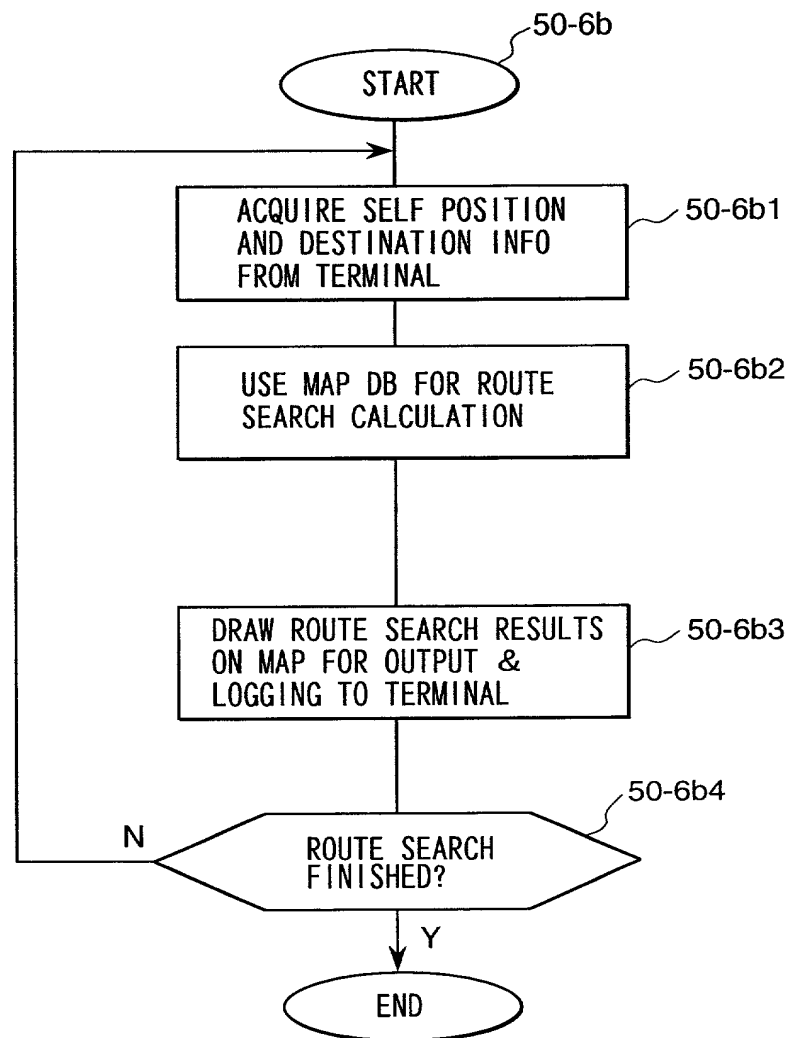 50-6b
START
ACQUIRE SELF POSITION
AND DESTINATION INFO
FROM TERMINAL
50-6b1
USE MAP DB FOR ROUTE
SEARCH CALCULATION
50-6b2
DRAW ROUTE SEARCH RESULTS
ON MAP FOR OUTPUT &
LOGGING TO TERMINAL
50-6b3
50-6b4
N
ROUTE SEARCH
FINISHED?
Y
END